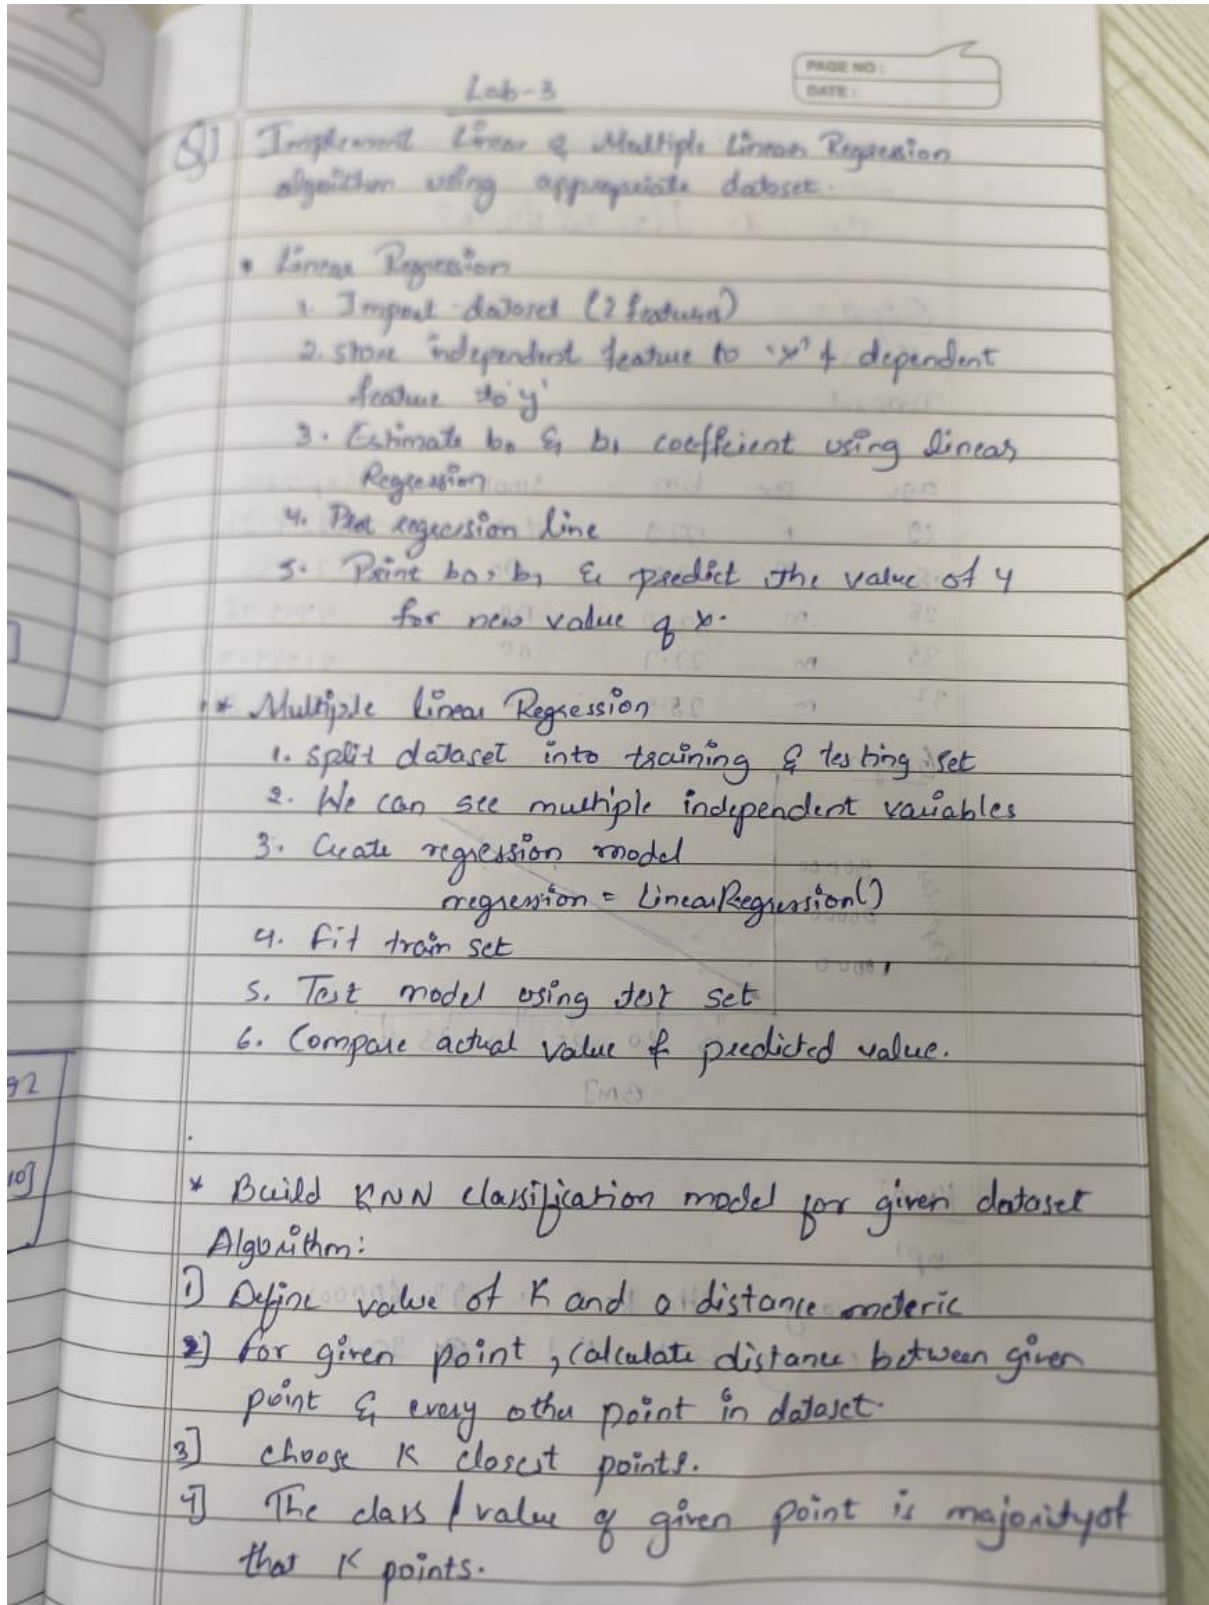 PAGE NO :
DATE :
Lab-3
Q1 Implement Linear & Multiple Linear Regression
algorithm using appropriate dataset.
* Linear Regression
1. Import dataset (2 features)
2. Store independent feature to 'x' & dependent
feature to 'y'
3. Estimate b0 & b1 coefficient using linear
Regression
4. Plot regression line
5. Print b0, b1 & predict the value of y
for new value of x.
* Multiple linear Regression
1. Split dataset into training & testing set
2. We can see multiple independent variables
3. Create regression model
regression = LinearRegression()
4. Fit train set
5. Test model using test set
6. Compare actual value & predicted value.
92
10]
* Build KNN classification model for given dataset
Algorithm:
1] Define value of K and a distance meteric
2] for given point, calculate distance between given
point & every other point in dataset.
3] choose K closest points.
4] The class / value of given point is majority of
that K points.